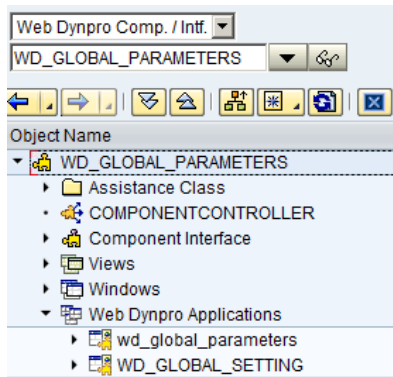 Web Dynpro Comp. / Intf.
WD_GLOBAL_PARAMETERS
Object Name
WD_GLOBAL_PARAMETERS
Assistance Class
COMPONENTCONTROLLER
Component Interface
Views
Windows
Web Dynpro Applications
wd_global_parameters
WD_GLOBAL_SETTING